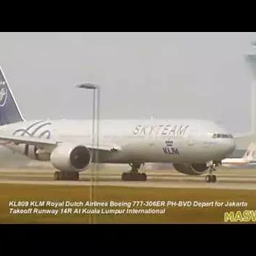 SKYTEAM
KLM
KL809 KLM Royal Dutch Airlines Boeing 777-306ER PH-BVD Depart for Jakarta
Takeoff Runway 14R At Kuala Lumpur International
MASW